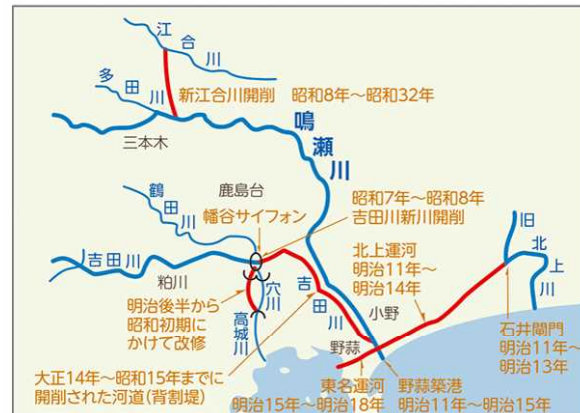 江合川
多田川
新江合川開削 昭和8年～昭和32年
三本木
鳴瀬川
鶴田川
鹿島台
昭和7年～昭和8年
吉田川新川開削
幡谷サイフォン
旧北上川
吉田川
粕川
北上運河
明治11年～
明治14年
明治後半から
昭和初期に
かけて改修
穴川
高城川
吉田川
小野
野蒜
石井閘門
明治11年～
明治13年
大正14年～昭和15年までに
開削された河道(背割堤)
東名運河
明治15年～明治18年
野蒜築港
明治11年～明治15年